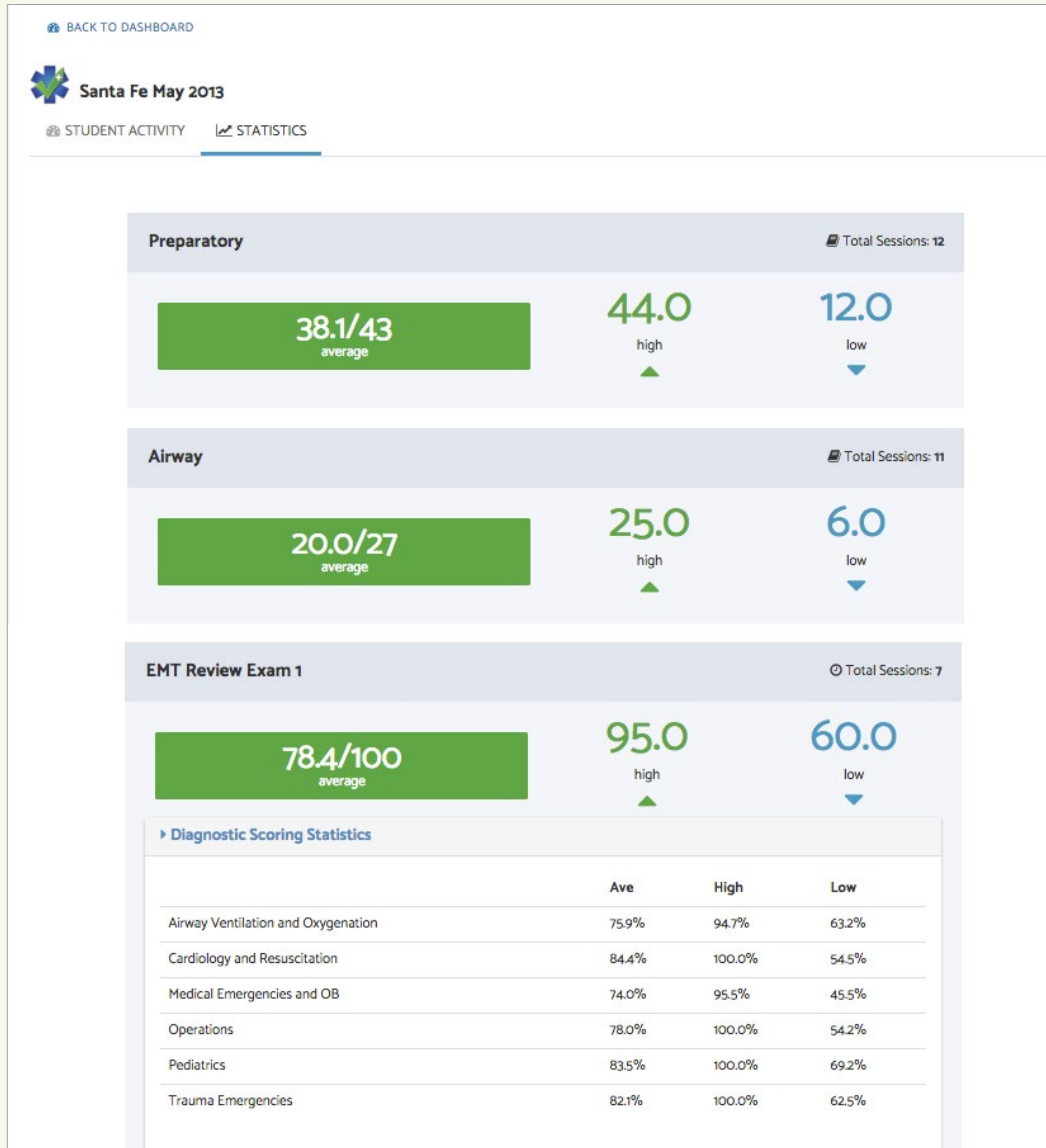 BACK TO DASHBOARD
Santa Fe May 2013
STUDENT ACTIVITY STATISTICS
Preparatory Total Sessions: 12
38.1/43 44.0 12.0
average high low
Airway Total Sessions: 11
20.0/27 25.0 6.0
average high low
EMT Review Exam 1 Total Sessions: 7
78.4/100 95.0 60.0
average high low
Diagnostic Scoring Statistics
Ave High Low
Airway Ventilation and Oxygenation 75.9% 94.7% 63.2%
Cardiology and Resuscitation 84.4% 100.0% 54.5%
Medical Emergencies and OB 74.0% 95.5% 45.5%
Operations 78.0% 100.0% 54.2%
Pediatrics 83.5% 100.0% 69.2%
Trauma Emergencies 82.1% 100.0% 62.5%